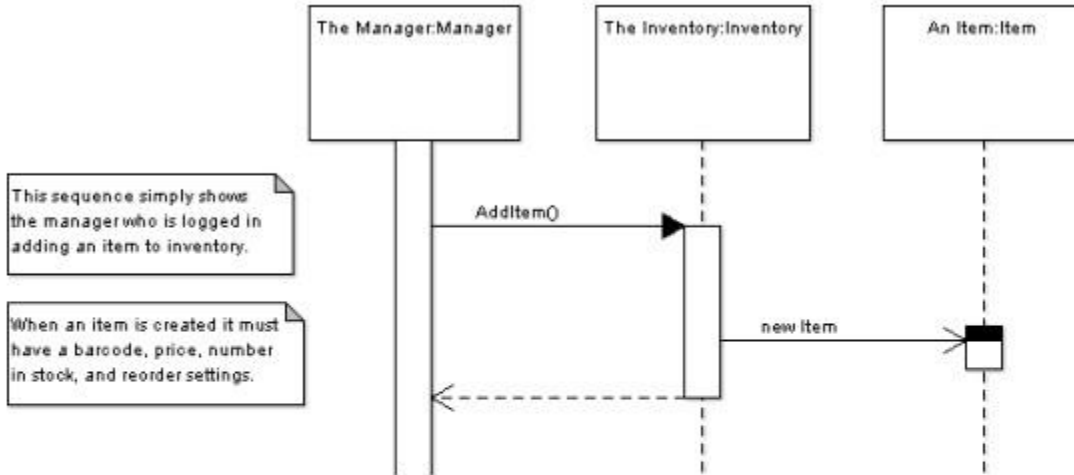 The Manager:Manager
The Inventory:Inventory
An Item:Item
This sequence simply shows
the manager who is logged in
adding an item to inventory.
AddItem()
When an item is created it must
have a barcode, price, number
in stock, and reorder settings.
new Item